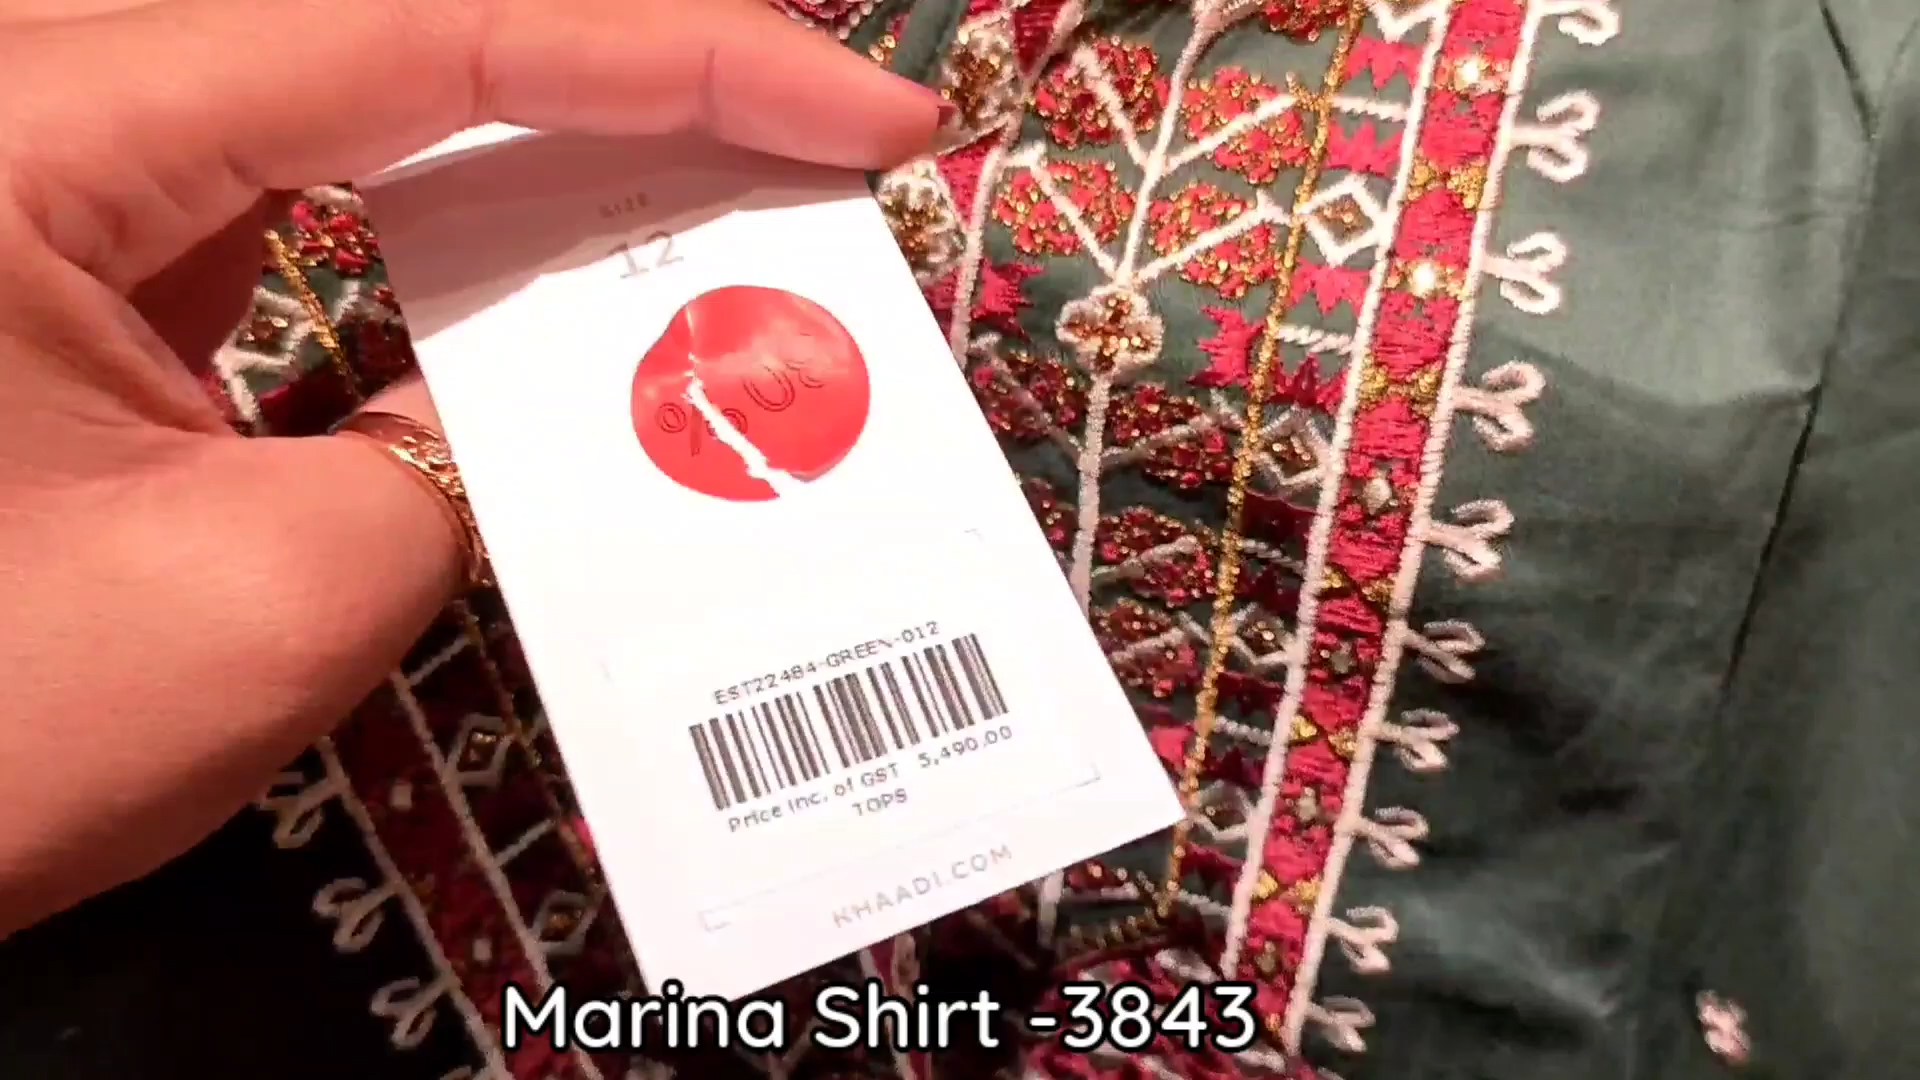 SIZE
12
30%
EST22484-GREEN-012
Price Inc. of GST 5,490.00
TOPS
KHAADI.COM
Marina Shirt -3843